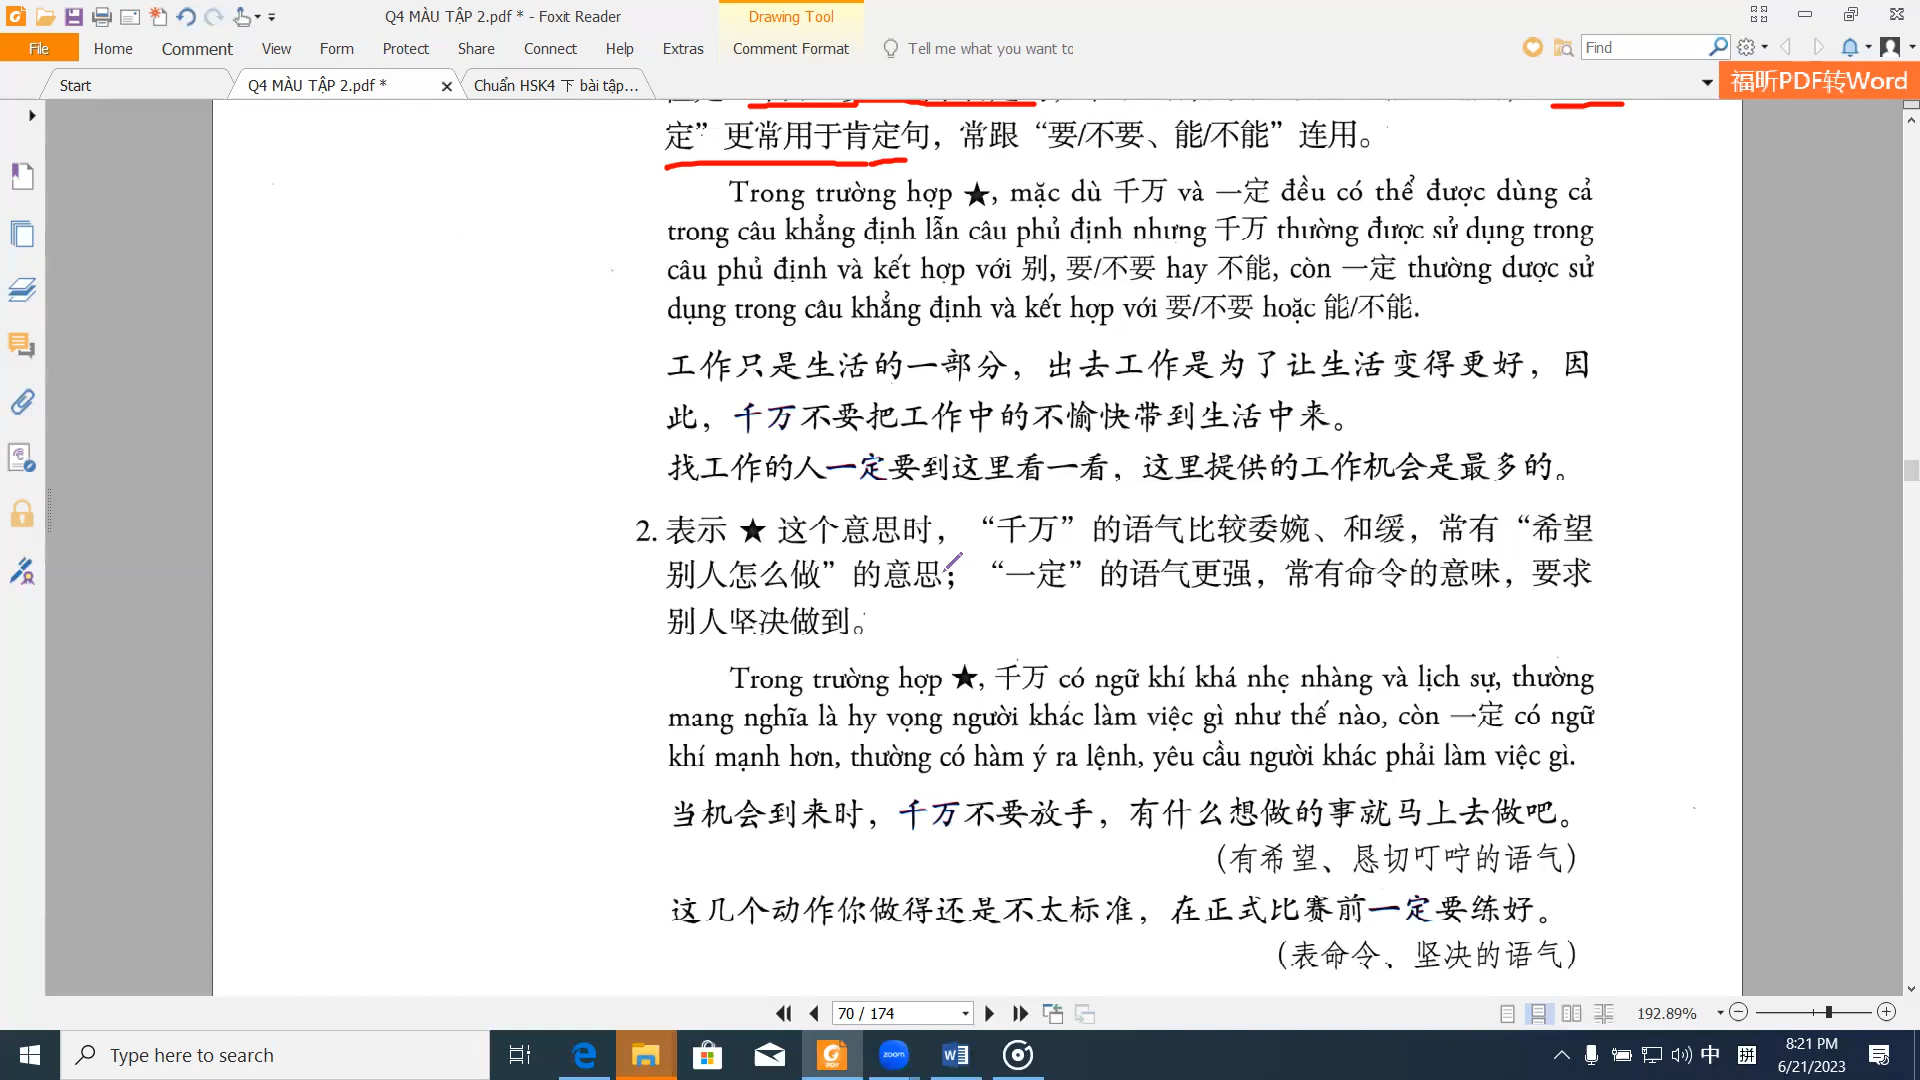 Q4 MÀU TẬP 2.pdf * - Foxit Reader
Drawing Tool
File Home Comment View Form Protect Share Connect Help Extras Comment Format Tell me what you want to
Find
Start
Q4 MÀU TẬP 2.pdf *
Chuẩn HSK4 下 bài tập...
福昕PDF转Word
定”更常用于肯定句，常跟“要/不要、能/不能”连用。
Trong trường hợp ★, mặc dù 千万 và 一定 đều có thể được dùng cả
trong câu khẳng định lẫn câu phủ định nhưng 千万 thường được sử dụng trong
câu phủ định và kết hợp với 别, 要/不要 hay 不能, còn 一定 thường dược sử
dụng trong câu khẳng định và kết hợp với 要/不要 hoặc 能/不能.
工作只是生活的一部分，出去工作是为了让生活变得更好，因
此，千万不要把工作中的不愉快带到生活中来。
找工作的人一定要到这里看一看，这里提供的工作机会是最多的。
2. 表示 ★ 这个意思时，“千万”的语气比较委婉、和缓，常有“希望
别人怎么做”的意思；“一定”的语气更强，常有命令的意味，要求
别人坚决做到。
Trong trường hợp ★, 千万 có ngữ khí khá nhẹ nhàng và lịch sự, thường
mang nghĩa là hy vọng người khác làm việc gì như thế nào, còn 一定 có ngữ
khí mạnh hơn, thường có hàm ý ra lệnh, yêu cầu người khác phải làm việc gì.
当机会到来时，千万不要放手，有什么想做的事就马上去做吧。
（有希望、恳切叮咛的语气）
这几个动作你做得还是不太标准，在正式比赛前一定要练好。
（表命令、坚决的语气）
70 / 174
192.89%
Type here to search
zoom
中
拼
8:21 PM
6/21/2023